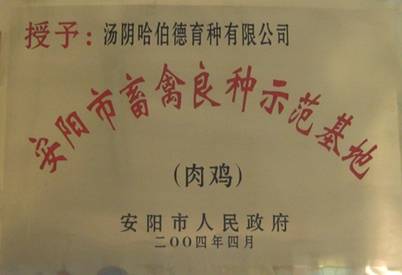 授予：汤阴哈伯德育种有限公司
安阳市畜禽良种示范基地
（肉鸡）
安阳市人民政府
二〇〇四年四月